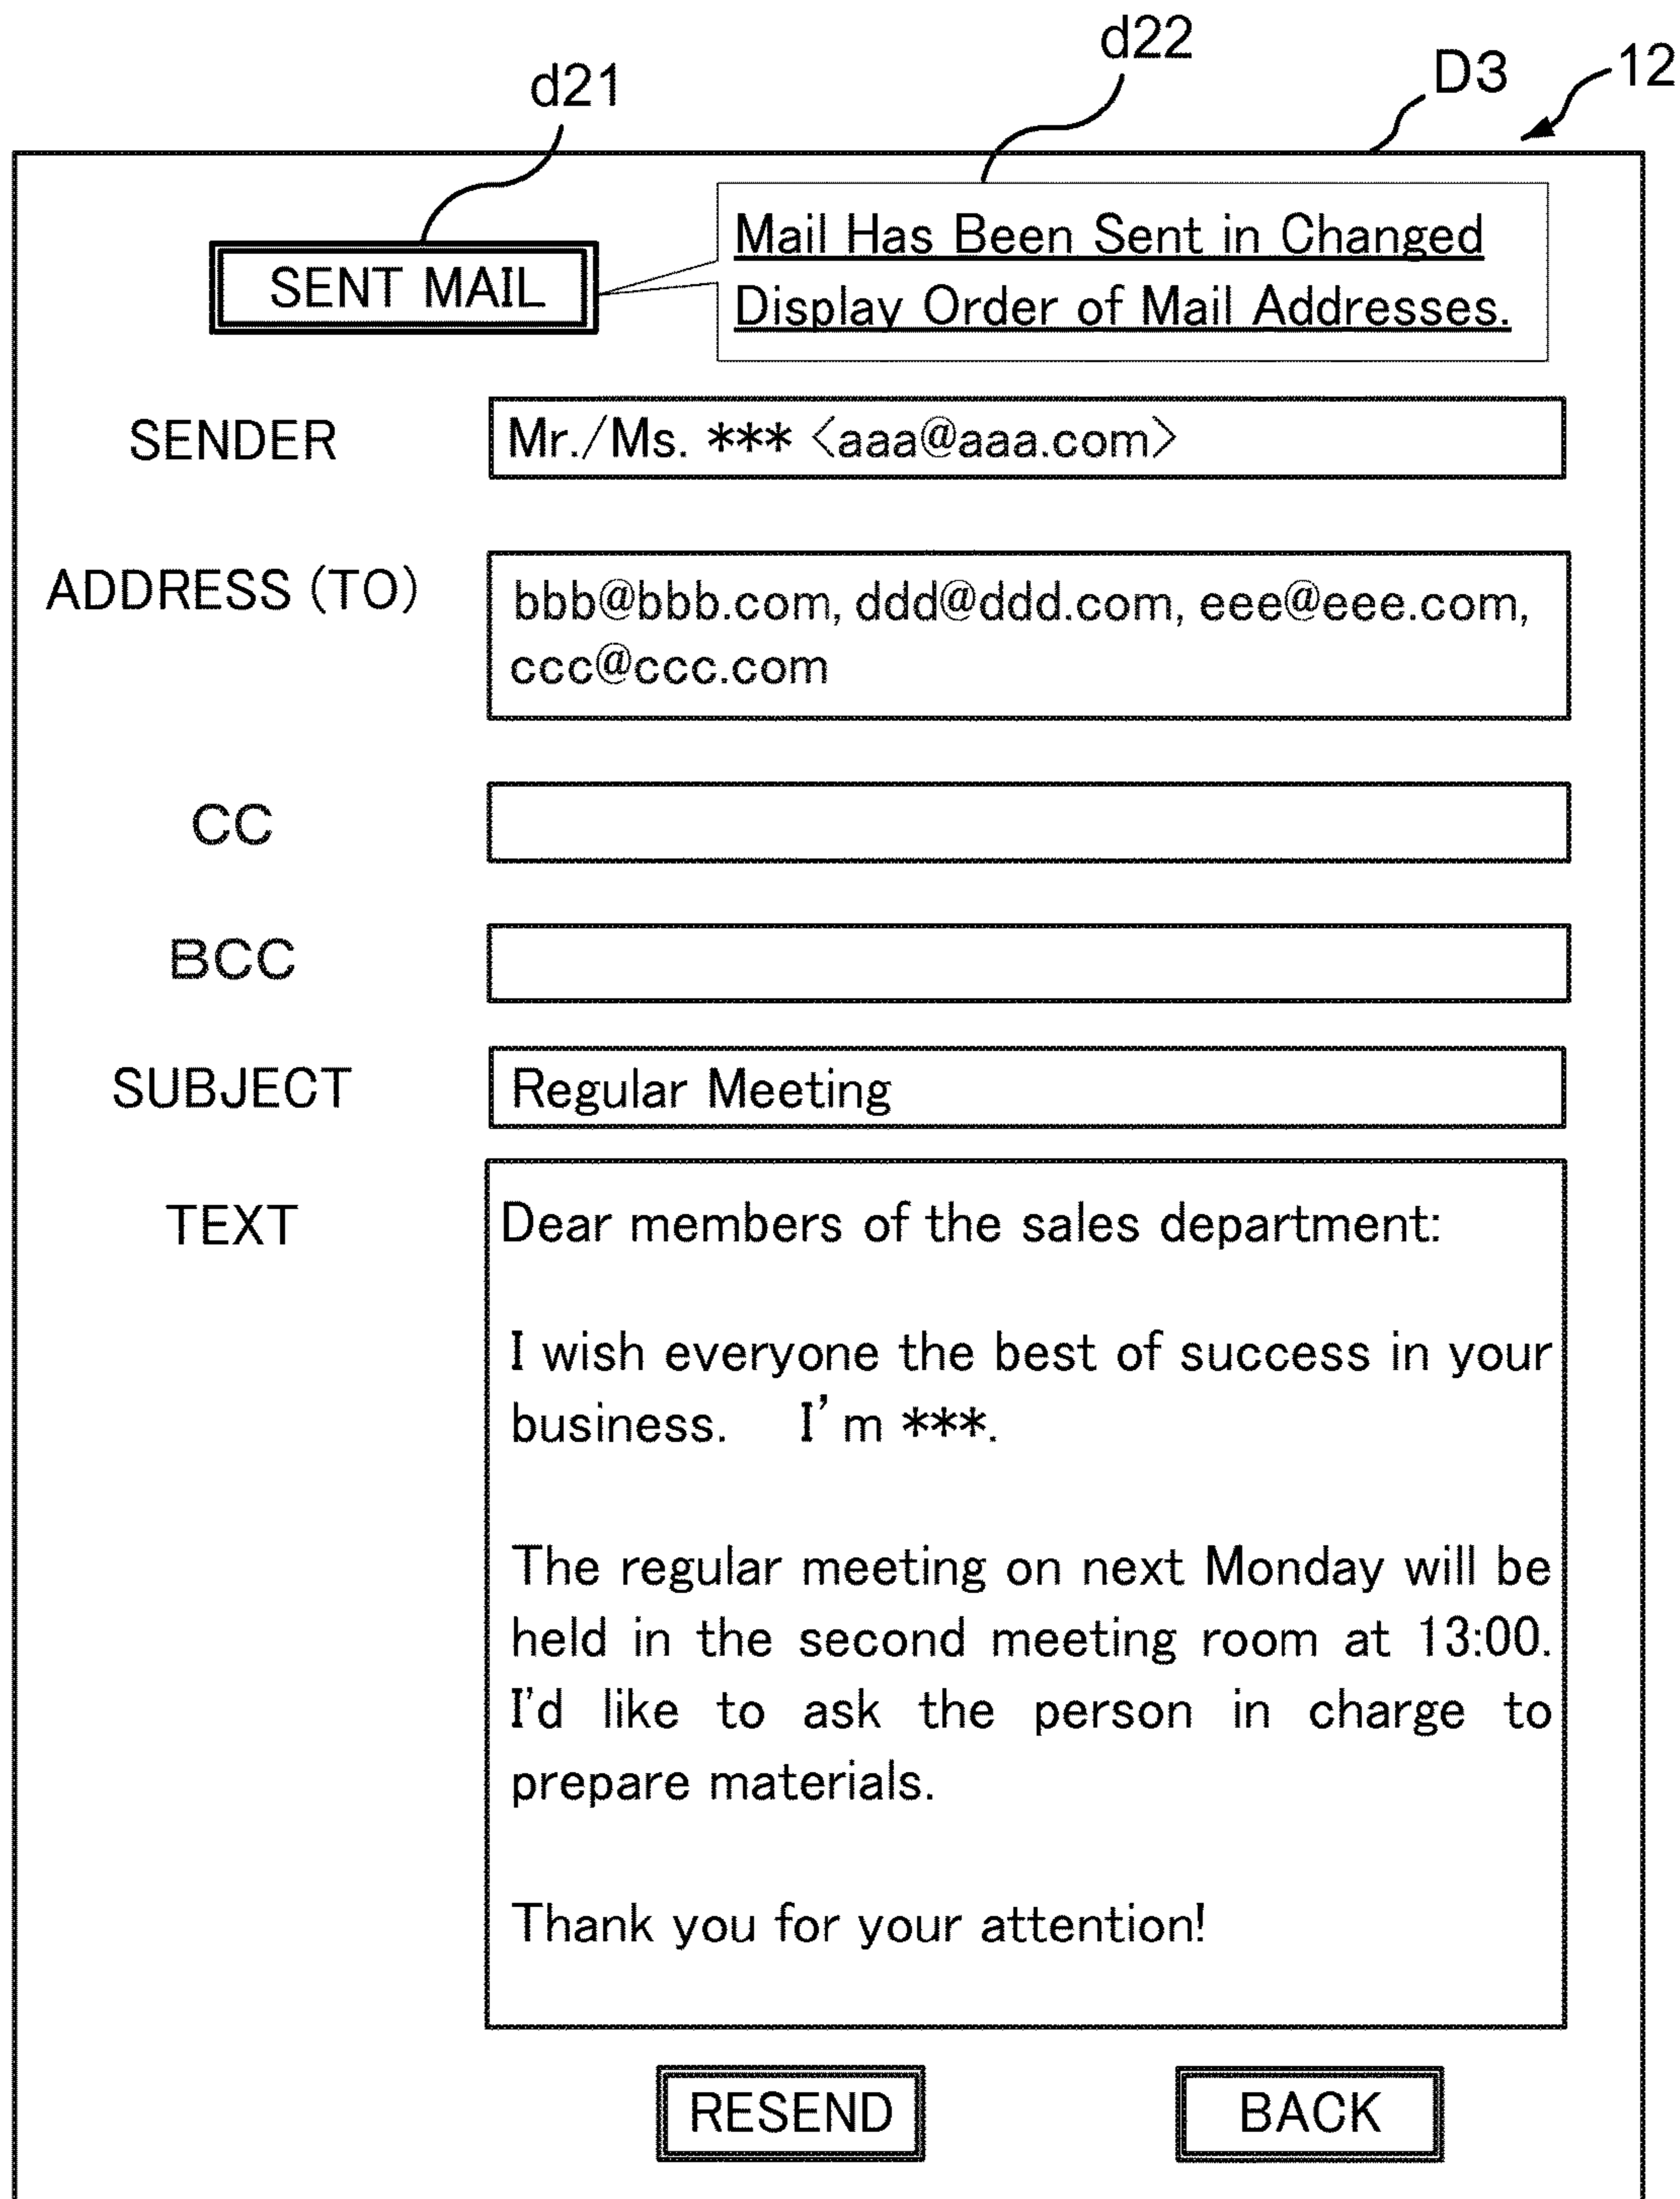 d21
d22
D3
12
SENT MAIL
Mail Has Been Sent in Changed
Display Order of Mail Addresses.
SENDER
Mr./Ms. *** <aaa@aaa.com>
ADDRESS (TO)
bbb@bbb.com, ddd@ddd.com, eee@eee.com,
ccc@ccc.com
CC
BCC
SUBJECT
Regular Meeting
TEXT
Dear members of the sales department:
I wish everyone the best of success in your
business. I'm ***.
The regular meeting on next Monday will be
held in the second meeting room at 13:00.
I'd like to ask the person in charge to
prepare materials.
Thank you for your attention!
RESEND
BACK